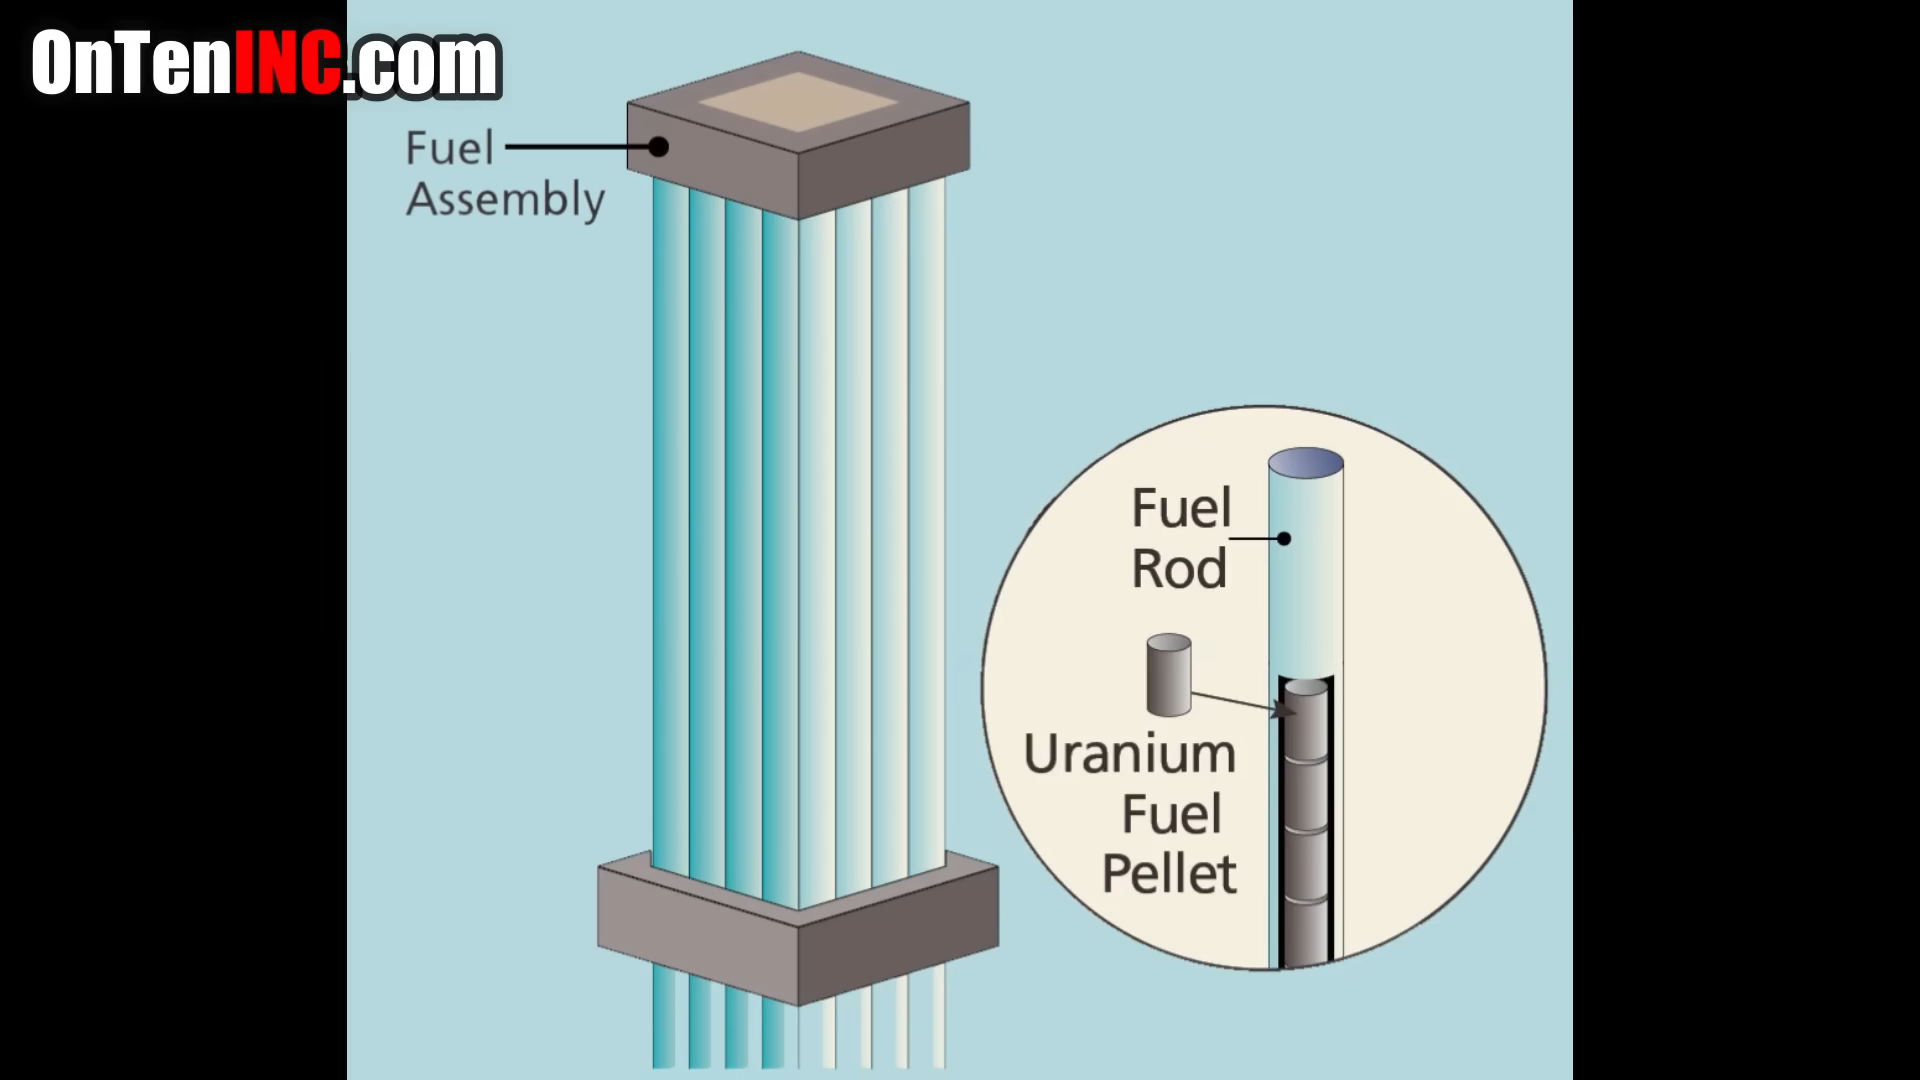 OnTenINC.com
Fuel
Assembly
Fuel
Rod
Uranium
Fuel
Pellet